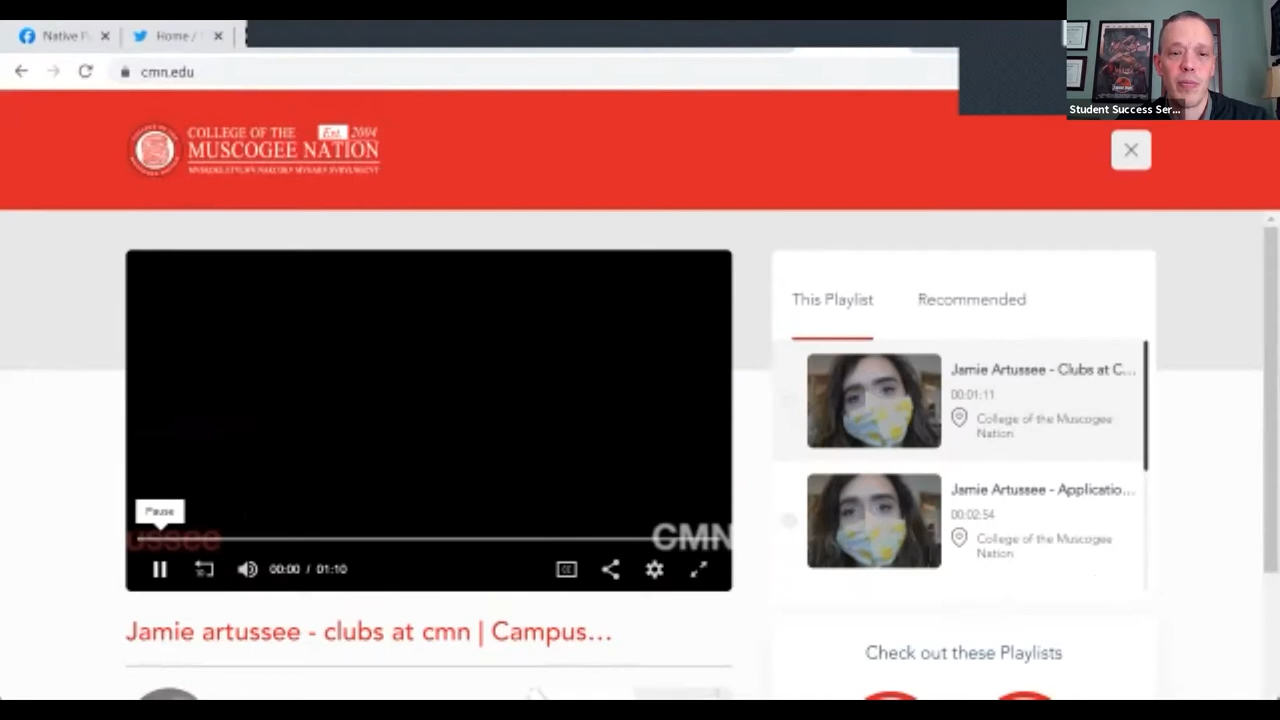 Home /
cmn.edu
Student Success Ser...
COLLEGE OF THE Est. 2004
MUSCOGEE NATION
This Playlist
Recommended
Jamie Artussee - Clubs at C...
00:01:11
College of the Muscogee
Nation
Jamie Artussee - Applicatio...
00:02:54
College of the Muscogee
Nation
Pause
ussee
CMN
00:00 / 01:10
CC
Jamie artussee - clubs at cmn | Campus...
Check out these Playlists